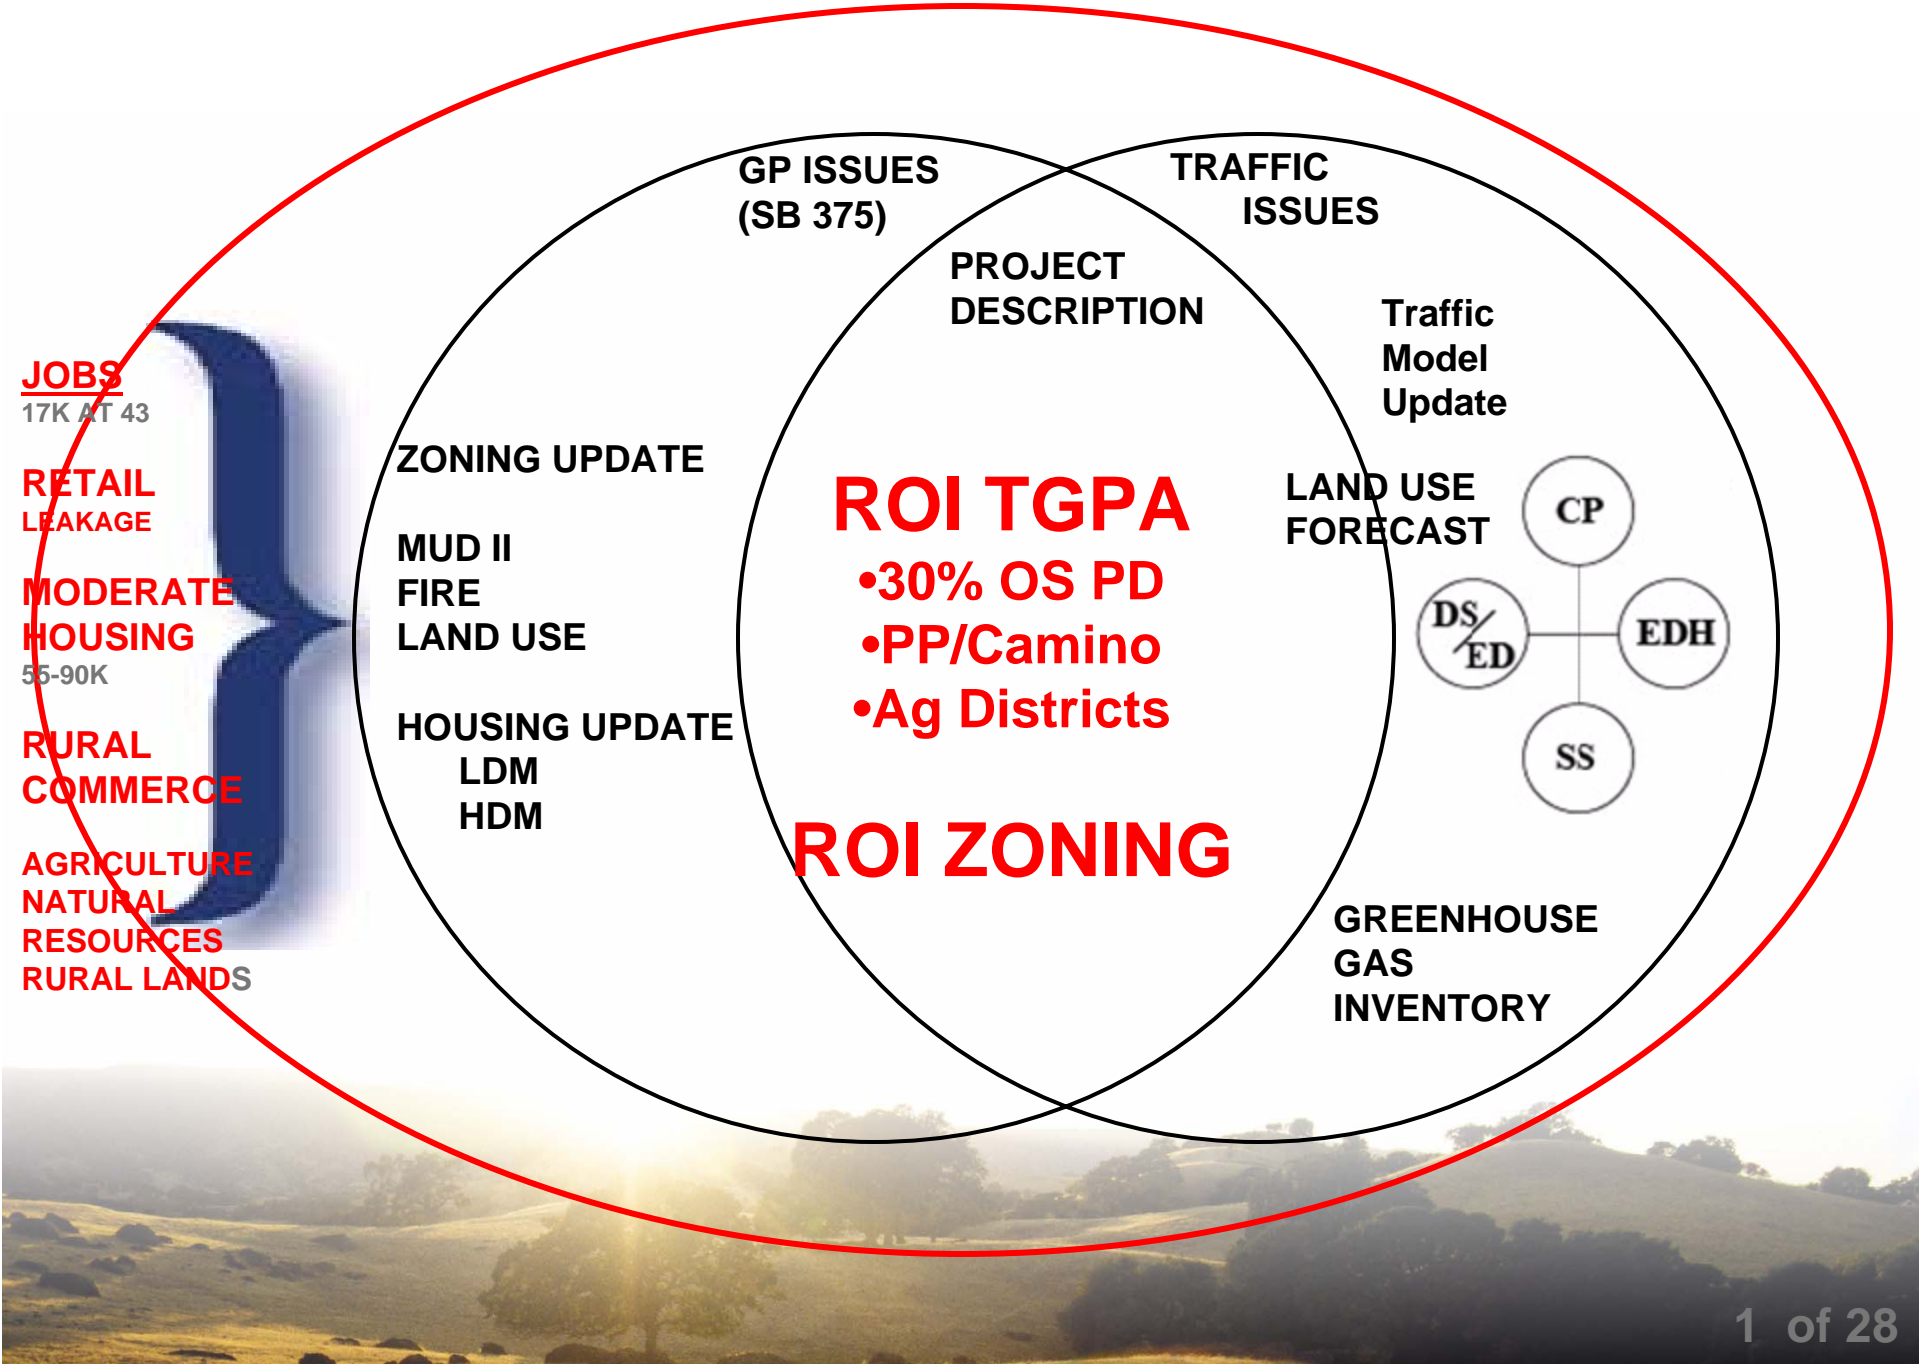 GP ISSUES
(SB 375)
TRAFFIC
ISSUES
PROJECT
DESCRIPTION
Traffic
Model
Update
JOBS
17K AT 43
RETAIL
LEAKAGE
MODERATE
HOUSING
55-90K
RURAL
COMMERCE
AGRICULTURE
NATURAL
RESOURCES
RURAL LANDS
ZONING UPDATE
MUD II
FIRE
LAND USE
HOUSING UPDATE
LDM
HDM
ROI TGPA
•30% OS PD
•PP/Camino
•Ag Districts
ROI ZONING
LAND USE
FORECAST
CP
DS/
ED
EDH
SS
GREENHOUSE
GAS
INVENTORY
1 of 28